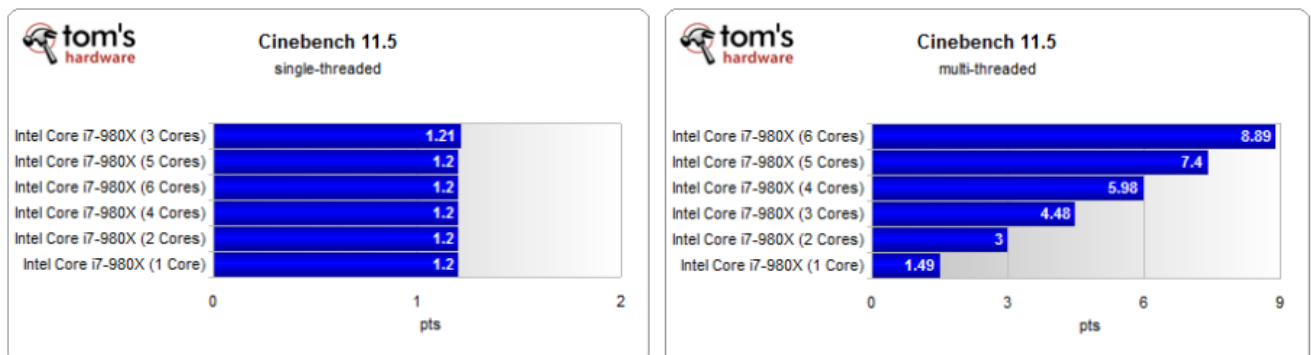 tom's
hardware
Cinebench 11.5
single-threaded
Intel Core i7-980X (3 Cores) 1.21
Intel Core i7-980X (5 Cores) 1.2
Intel Core i7-980X (6 Cores) 1.2
Intel Core i7-980X (4 Cores) 1.2
Intel Core i7-980X (2 Cores) 1.2
Intel Core i7-980X (1 Core) 1.2
0 1 2
pts
tom's
hardware
Cinebench 11.5
multi-threaded
Intel Core i7-980X (6 Cores) 8.89
Intel Core i7-980X (5 Cores) 7.4
Intel Core i7-980X (4 Cores) 5.98
Intel Core i7-980X (3 Cores) 4.48
Intel Core i7-980X (2 Cores) 3
Intel Core i7-980X (1 Core) 1.49
0 3 6 9
pts